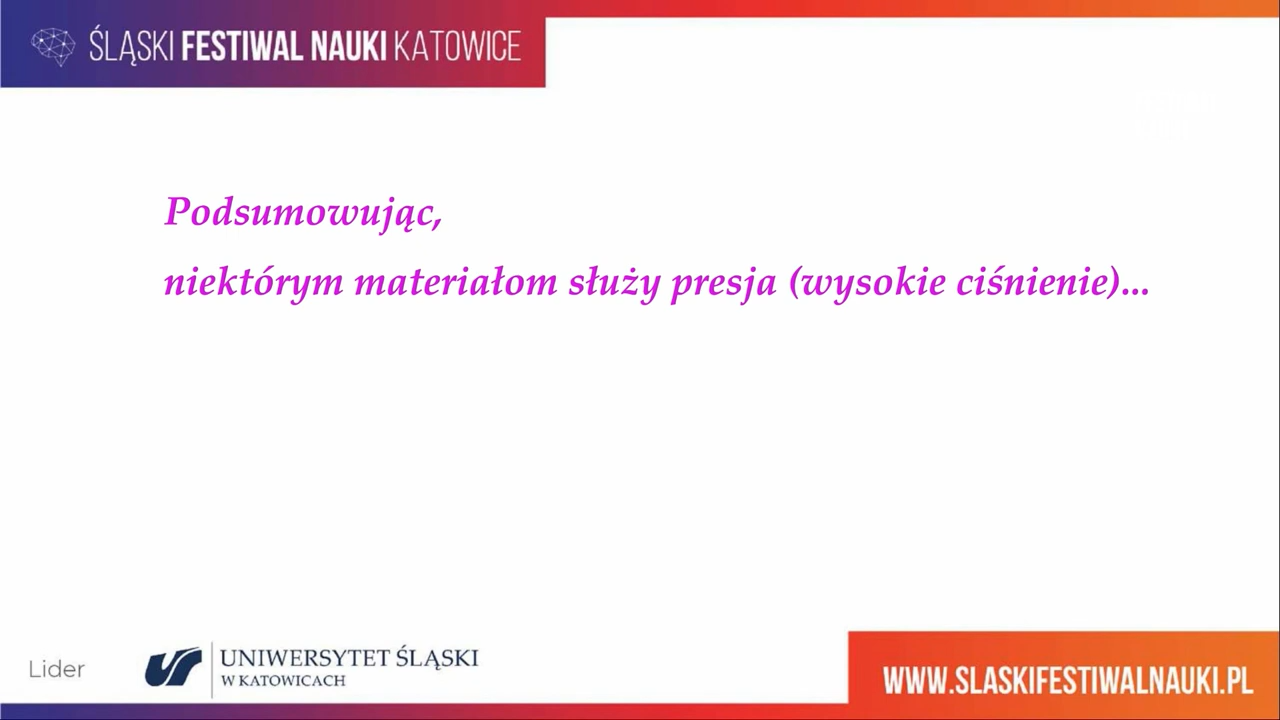 ŚLĄSKI FESTIWAL NAUKI KATOWICE
Podsumowując,
niektórym materiałom służy presja (wysokie ciśnienie)...
Lider
UNIWERSYTET ŚLĄSKI
W KATOWICACH
WWW.SLASKIFESTIWALNAUKI.PL